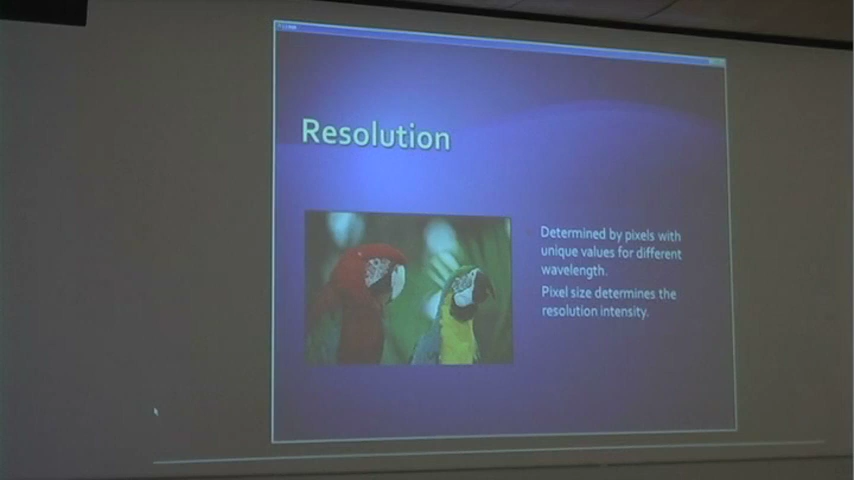 Resolution
Determined by pixels with
unique values for different
wavelength.
Pixel size determines the
resolution intensity.